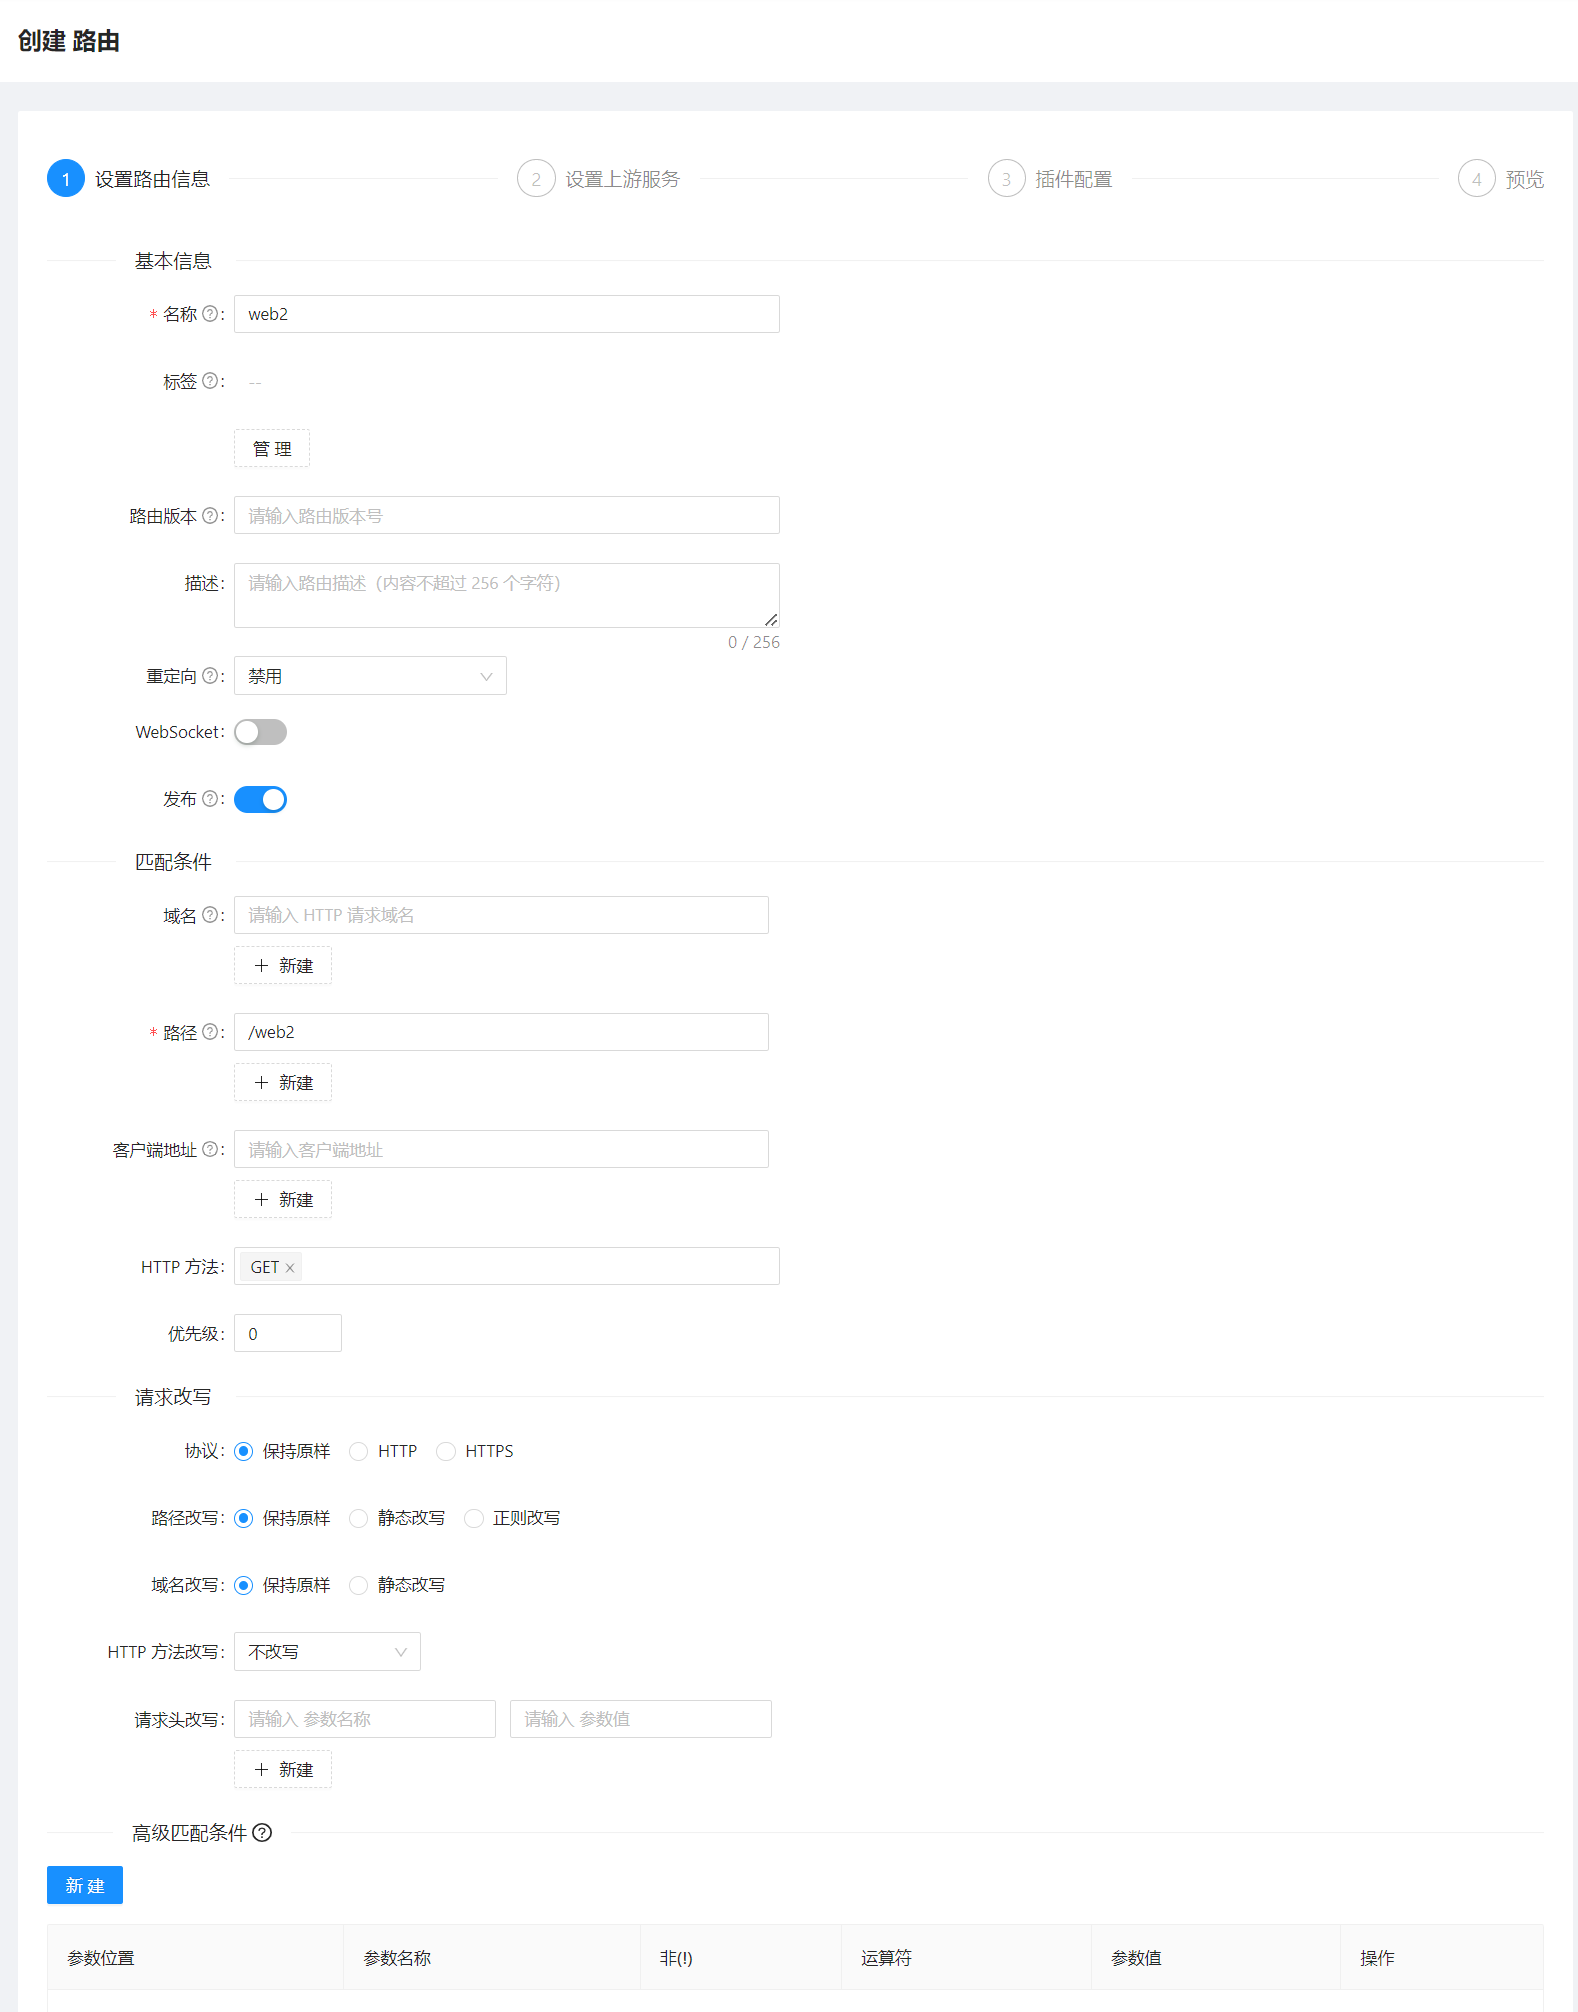 创建 路由
1 设置路由信息 2 设置上游服务 3 插件配置 4 预览
基本信息
* 名称 ? : web2
标签 ? : --
管 理
路由版本 ? : 请输入路由版本号
描述: 请输入路由描述（内容不超过 256 个字符）
0 / 256
重定向 ? : 禁用
WebSocket:
发布 ? :
匹配条件
域名 ? : 请输入 HTTP 请求域名
+ 新建
* 路径 ? : /web2
+ 新建
客户端地址 ? : 请输入客户端地址
+ 新建
HTTP 方法: GET ×
优先级: 0
请求改写
协议: 保持原样 HTTP HTTPS
路径改写: 保持原样 静态改写 正则改写
域名改写: 保持原样 静态改写
HTTP 方法改写: 不改写
请求头改写: 请输入 参数名称 请输入 参数值
+ 新建
高级匹配条件 ?
新 建
参数位置 参数名称 非(!) 运算符 参数值 操作